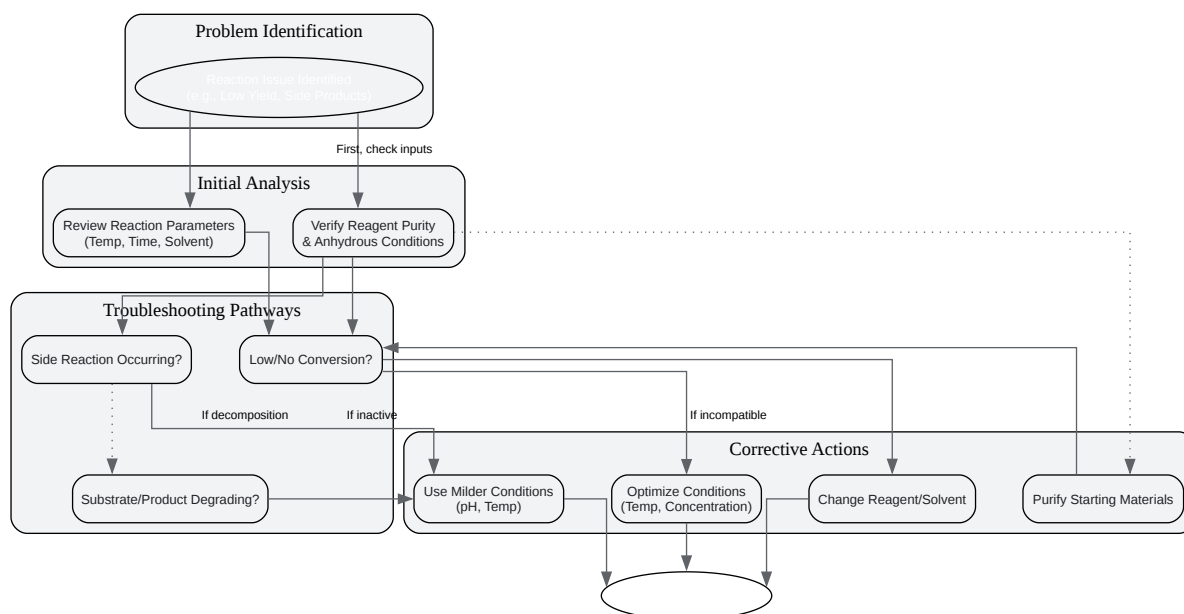 Problem Identification
Reaction Issue Identified
(e.g., Low Yield, Side Products)
First, check inputs
Initial Analysis
Review Reaction Parameters
(Temp, Time, Solvent)
Verify Reagent Purity
& Anhydrous Conditions
Troubleshooting Pathways
Side Reaction Occurring?
Low/No Conversion?
If decomposition
If inactive
If incompatible
Corrective Actions
Substrate/Product Degrading?
Use Milder Conditions
(pH, Temp)
Optimize Conditions
(Temp, Concentration)
Change Reagent/Solvent
Purify Starting Materials